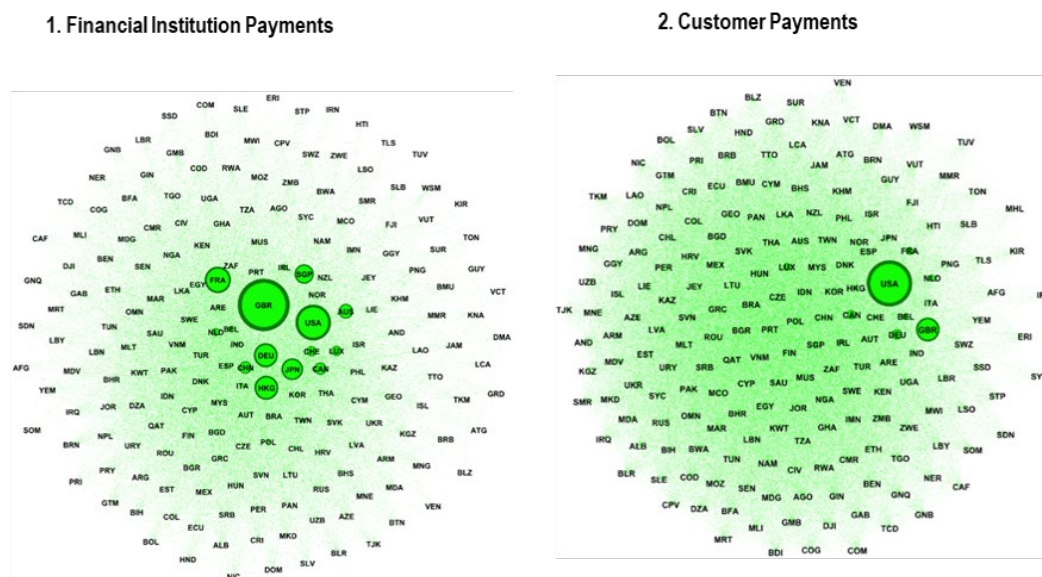 1. Financial Institution Payments
ERI
COM SLE STP IRN
SSD HTI
LBR BDI MWI CPV TLS
GNB GMB SWZ ZWE TUV
COD RWA LSO
NER GIN MOZ ZMB SLB WSM
TCD BFA TGO UGA BWA SMR KIR
COG TZA AGO SYC VUT
CIV GHA MCO FJI
CAF MLI MDG CMR NAM TON
BEN KEN MUS IMN GGY SUR
NGA
DJI SEN ZAF PRT IRL SGP PNG GUY
GNQ ETH EGY FRA NZL JEY
GAB MAR LKA BMU VCT
MRT OMN ARE GBR NOR AUS LIE KHM
SDN SWE USA MMR KNA
TUN SAU NLD BEL AND
LBY MLT VNM IND ISR JAM DMA
LBN TUR DEU CHE LUX LAO
AFG MDV KWT PAK ESP CHN JPN CAN PHL KAZ LCA
BHR DNK ITA HKG TTO
YEM IDN KOR THA CYM GEO TKM GRD
IRQ JOR DZA CYP MYS ISL
AUT BRA TWN SVK UKR
SOM QAT BGD ATG
BRN NPL URY FIN CZE POL CHL HRV LVA KGZ BRB
ROU GRC ARM
PRY BGR SVN LTU BHS MNG BLZ
PRI ARG EST MEX HUN RUS MNE MDA
GTM BIH COL SRB PER PAN UZB AZE BTN VEN
ECU
BOL ALB CRI MKD BLR TJK
HND DOM SLV
NIC
2. Customer Payments
VEN
BLZ SUR
BTN GRD KNA VCT DMA WSM
SLV HND TUV
BOL LCA
NIC PRI BRB TTO JAM ATG BRN VUT MMR
GTM GUY
TKM LAO CRI ECU BMU CYM BHS KHM TON
NPL FJI MHL
PRY DOM COL GEO PAN LKA NZL PHL ISR HTI SLB
CHL BGD THA AUS TWN NOR JPN
MNG ARG HRV SVK ESP FRA TLS KIR
GGY PER MEX HUN LUX MYS DNK PNG
UZB ISL LIE JEY LTU USA NLD AFG
KAZ CZE IDN KOR HKG
TJK MNE AZE SVN GRC BRA CHN CAN CHE BEL ITA YEM
ARM LVA MLT ROU BGR PRT POL DEU GBR ERI
AND EST SGP IRL AUT SWZ
MDV URY SRB QAT VNM FIN IND
KGZ ZAF TUR ARE LBR SSD
UKR PAK CYP SAU MUS UGA
SMR MKD SYC MCO SWE KEN STP
MDA RUS OMN BHR EGY JOR NGA MWI LSO
MAR KWT GHA IMN ZMB ZWE SDN
IRQ ALB BIH BWA LBN TZA ETH LBY SOM
TUN NAM CIV RWA CMR TGO
BLR SLE COD MOZ SEN BEN GNQ NER CAF
CPV DZA BFA MDG AGO GIN GNB
MRT MLI GMB DJI GAB TCD
BDI COG COM